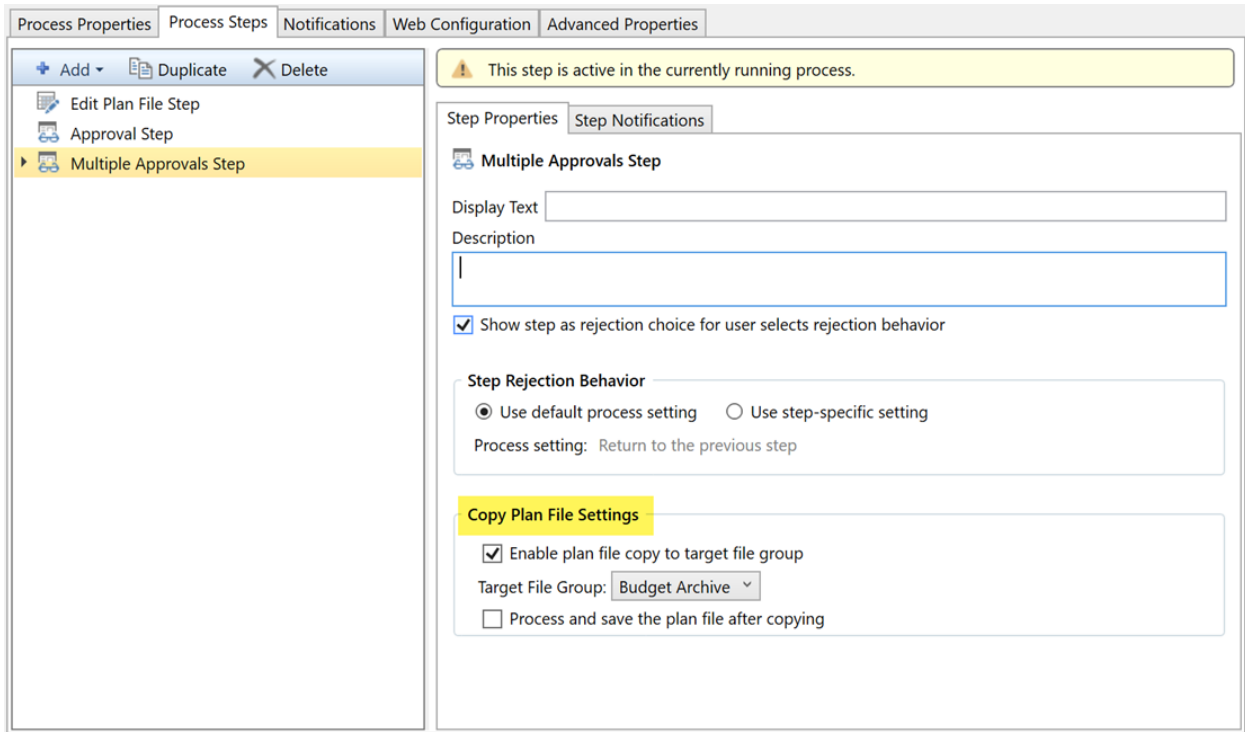 Process Properties Process Steps Notifications Web Configuration Advanced Properties
Add Duplicate Delete
Edit Plan File Step
Approval Step
Multiple Approvals Step
This step is active in the currently running process.
Step Properties Step Notifications
Multiple Approvals Step
Display Text
Description
Show step as rejection choice for user selects rejection behavior
Step Rejection Behavior
Use default process setting Use step-specific setting
Process setting: Return to the previous step
Copy Plan File Settings
Enable plan file copy to target file group
Target File Group: Budget Archive
Process and save the plan file after copying